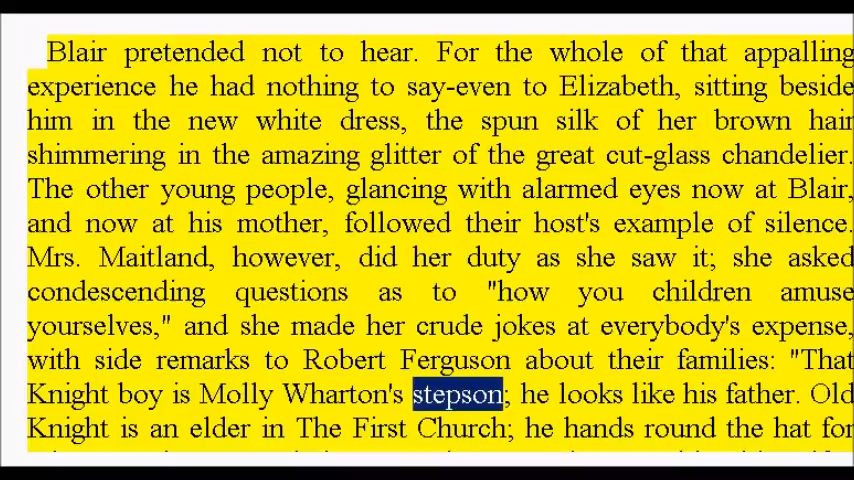 Blair pretended not to hear. For the whole of that appalling
experience he had nothing to say-even to Elizabeth, sitting beside
him in the new white dress, the spun silk of her brown hair
shimmering in the amazing glitter of the great cut-glass chandelier.
The other young people, glancing with alarmed eyes now at Blair,
and now at his mother, followed their host's example of silence.
Mrs. Maitland, however, did her duty as she saw it; she asked
condescending questions as to "how you children amuse
yourselves," and she made her crude jokes at everybody's expense,
with side remarks to Robert Ferguson about their families: "That
Knight boy is Molly Wharton's stepson; he looks like his father. Old
Knight is an elder in The First Church; he hands round the hat for